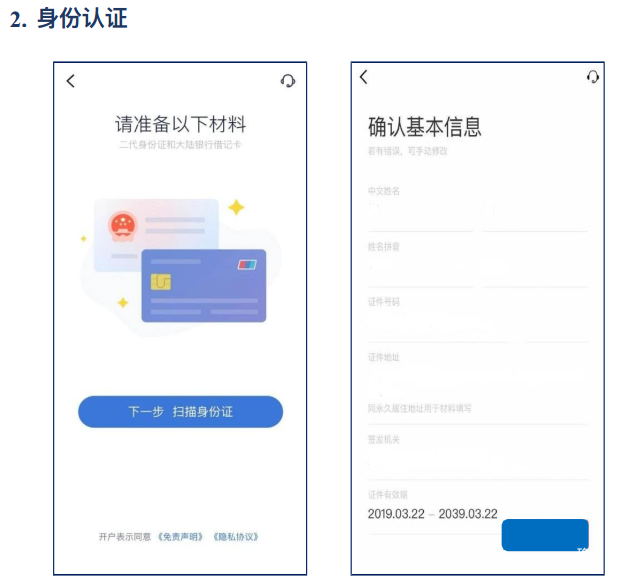 2. 身份认证
请准备以下材料
二代身份证和大陆银行借记卡
下一步 扫描身份证
开户表示同意 《免责声明》 《隐私协议》
确认基本信息
若有错误，可手动修改
中文姓名
姓名拼音
证件号码
证件地址
同永久居住地址用于材料填写
签发机关
证件有效期
2019.03.22 – 2039.03.22